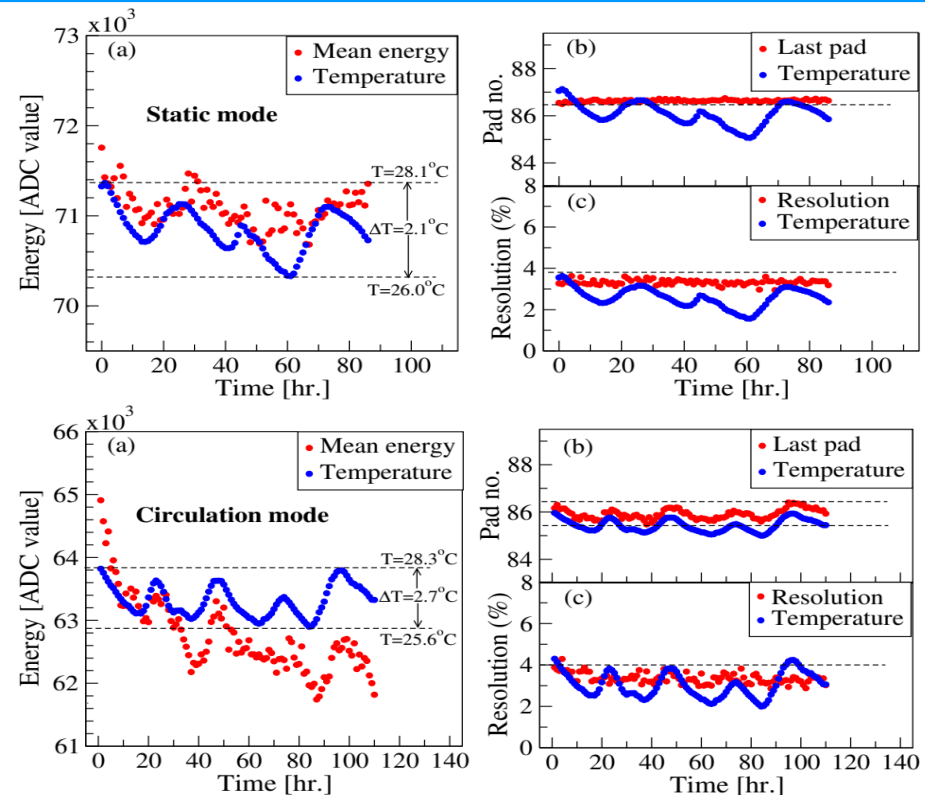 x10³
73
72
71
70
Energy [ADC value]
(a)
Mean energy
Temperature
Static mode
T=28.1°C
ΔT=2.1°C
T=26.0°C
0 20 40 60 80 100
Time [hr.]
(b)
Last pad
Temperature
88
86
84
Pad no.
(c)
Resolution
Temperature
8
6
4
2
0
Resolution (%)
0 20 40 60 80 100
Time [hr.]
x10³
66
65
64
63
62
61
Energy [ADC value]
(a)
Mean energy
Temperature
Circulation mode
T=28.3°C
ΔT=2.7°C
T=25.6°C
0 20 40 60 80 100 120 140
Time [hr.]
(b)
Last pad
Temperature
88
86
84
Pad no.
(c)
Resolution
Temperature
8
6
4
2
0
Resolution (%)
0 20 40 60 80 100 120 140
Time [hr.]